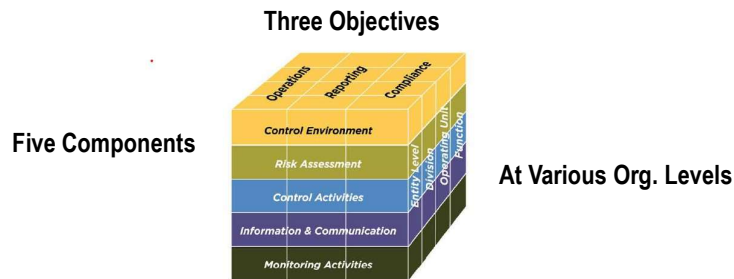 Three Objectives
Operations
Reporting
Compliance
Five Components
Control Environment
Risk Assessment
Control Activities
Information & Communication
Monitoring Activities
Entity Level
Division
Operating Unit
Function
At Various Org. Levels